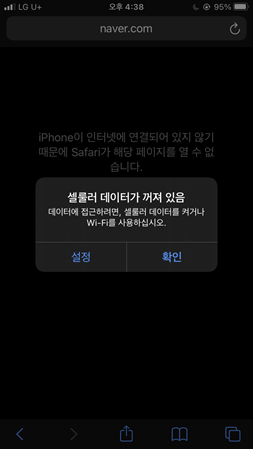 LG U+ 오후 4:38 95%
naver.com
iPhone이 인터넷에 연결되어 있지 않기
때문에 Safari가 해당 페이지를 열 수 없
습니다.
셀룰러 데이터가 꺼져 있음
데이터에 접근하려면, 셀룰러 데이터를 켜거나
Wi-Fi를 사용하십시오.
설정 확인